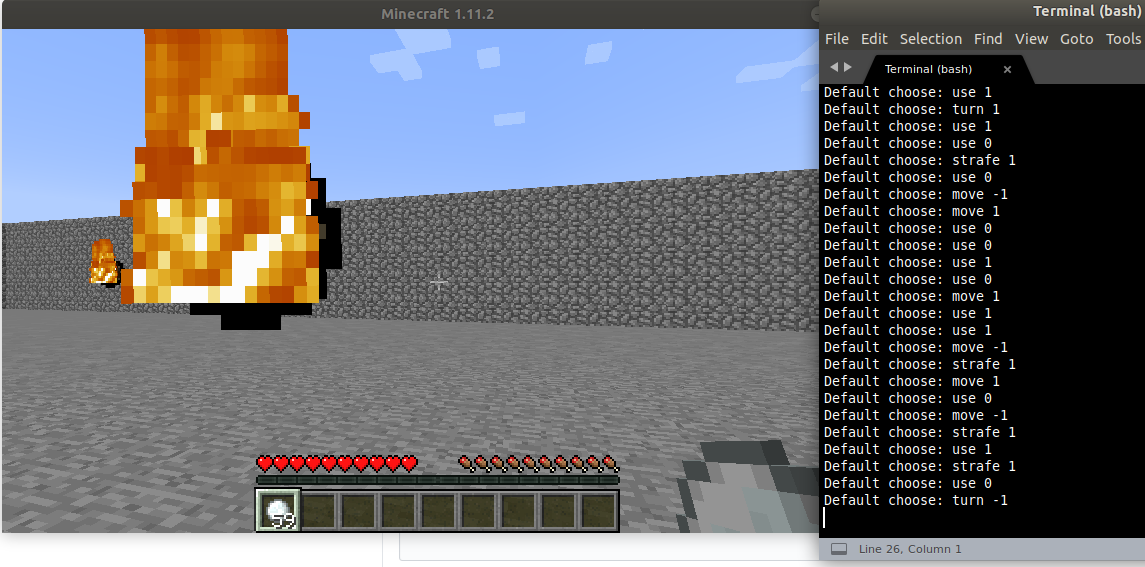 Minecraft 1.11.2
59
Terminal (bash)
File Edit Selection Find View Goto Tools
Terminal (bash) ×
Default choose: use 1
Default choose: turn 1
Default choose: use 1
Default choose: use 0
Default choose: strafe 1
Default choose: use 0
Default choose: move -1
Default choose: move 1
Default choose: use 0
Default choose: use 0
Default choose: use 1
Default choose: use 0
Default choose: move 1
Default choose: use 1
Default choose: use 1
Default choose: move -1
Default choose: strafe 1
Default choose: move 1
Default choose: use 0
Default choose: move -1
Default choose: strafe 1
Default choose: use 1
Default choose: strafe 1
Default choose: use 0
Default choose: turn -1
Line 26, Column 1